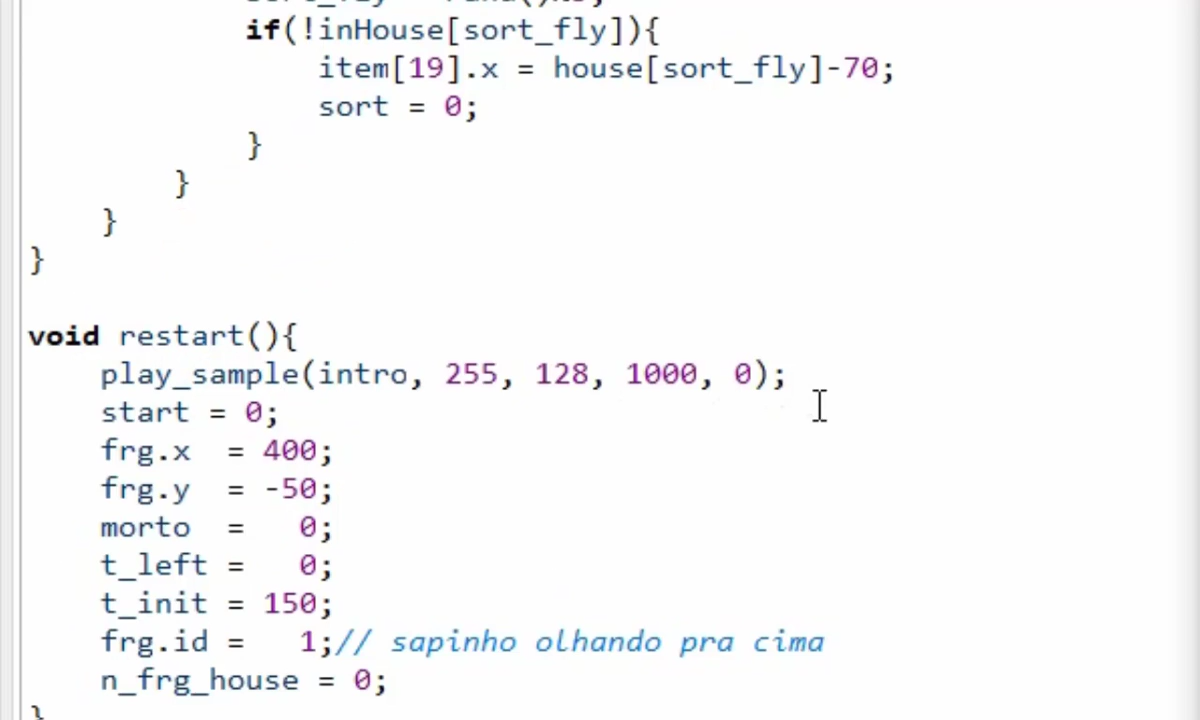 if(!inHouse[sort_fly]){
item[19].x = house[sort_fly]-70;
sort = 0;
}
}
}
}
void restart(){
play_sample(intro, 255, 128, 1000, 0);
start = 0;
frg.x  = 400;
frg.y  = -50;
morto  =   0;
t_left =   0;
t_init = 150;
frg.id =   1;// sapinho olhando pra cima
n_frg_house = 0;
}